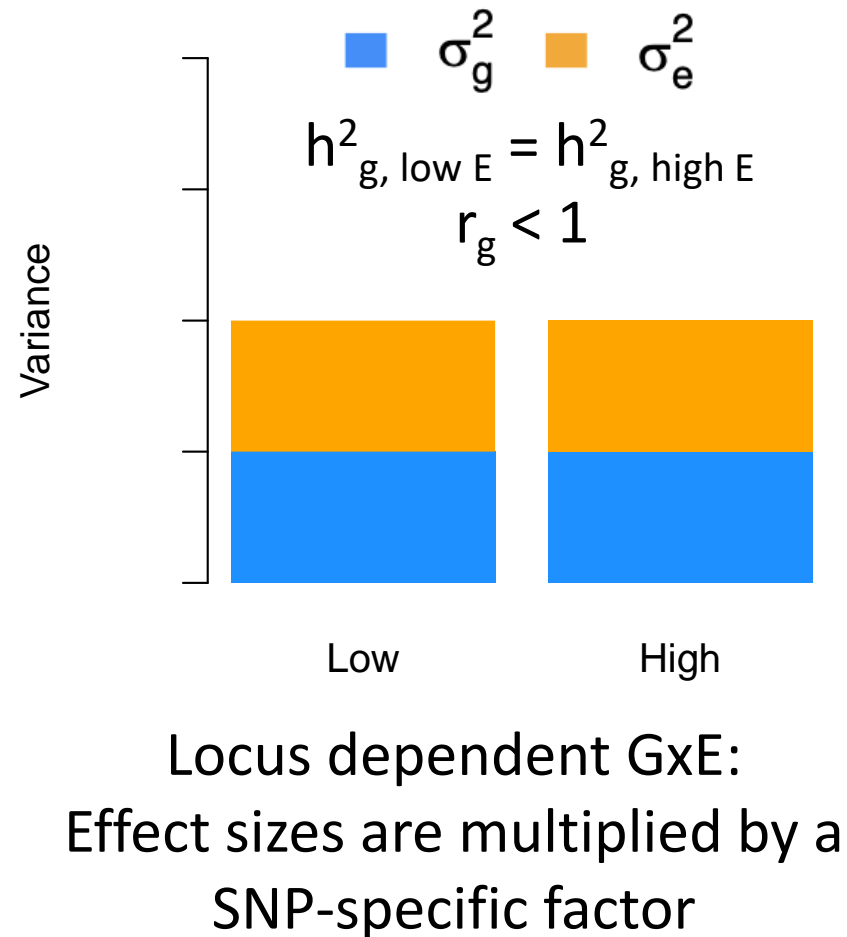 σ²g σ²e
h²g, low E = h²g, high E
rg < 1
Variance
Low High
Locus dependent GxE:
Effect sizes are multiplied by a
SNP-specific factor